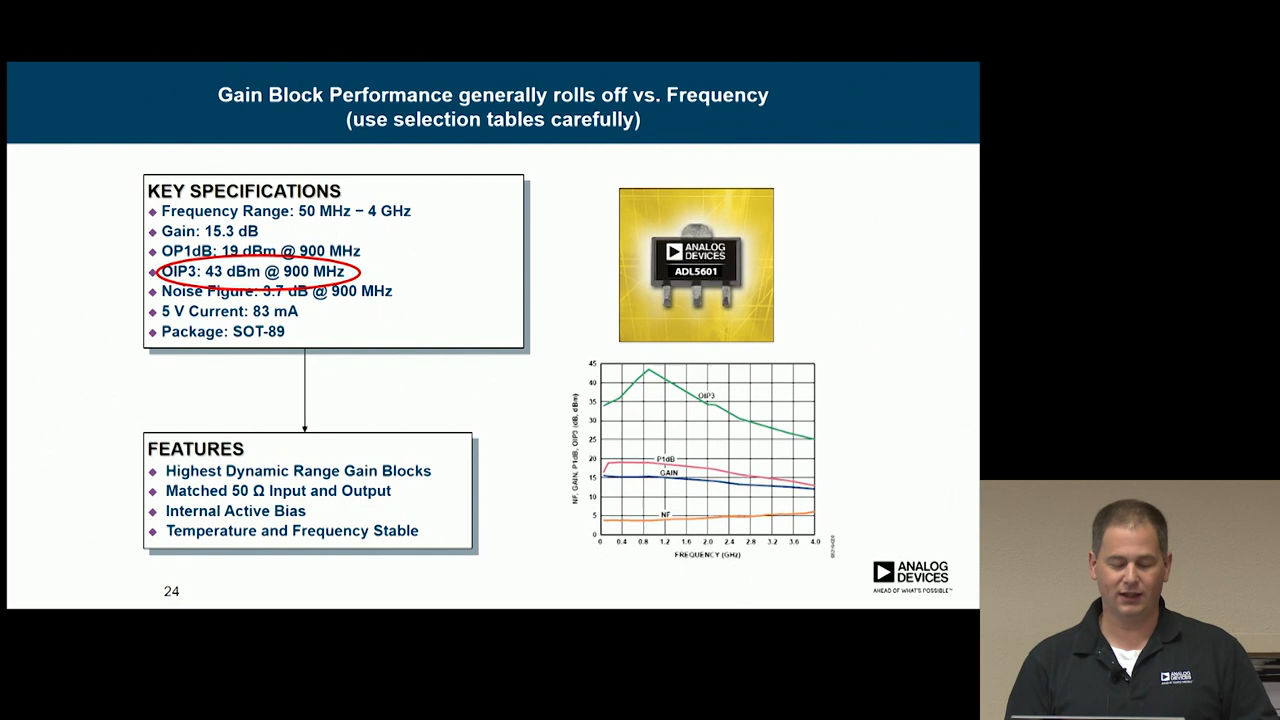 Gain Block Performance generally rolls off vs. Frequency
(use selection tables carefully)
KEY SPECIFICATIONS
Frequency Range: 50 MHz – 4 GHz
Gain: 15.3 dB
OP1dB: 19 dBm @ 900 MHz
OIP3: 43 dBm @ 900 MHz
Noise Figure: 3.7 dB @ 900 MHz
5 V Current: 83 mA
Package: SOT-89
ANALOG
DEVICES
ADL5601
FEATURES
Highest Dynamic Range Gain Blocks
Matched 50 Ω Input and Output
Internal Active Bias
Temperature and Frequency Stable
NF, GAIN, P1dB, OIP3 (dB, dBm)
45
40
35
30
25
20
15
10
5
0
OIP3
P1dB
GAIN
NF
0 0.4 0.8 1.2 1.6 2.0 2.4 2.8 3.2 3.6 4.0
FREQUENCY (GHz)
24
ANALOG
DEVICES
AHEAD OF WHAT'S POSSIBLE™
ANALOG
DEVICES